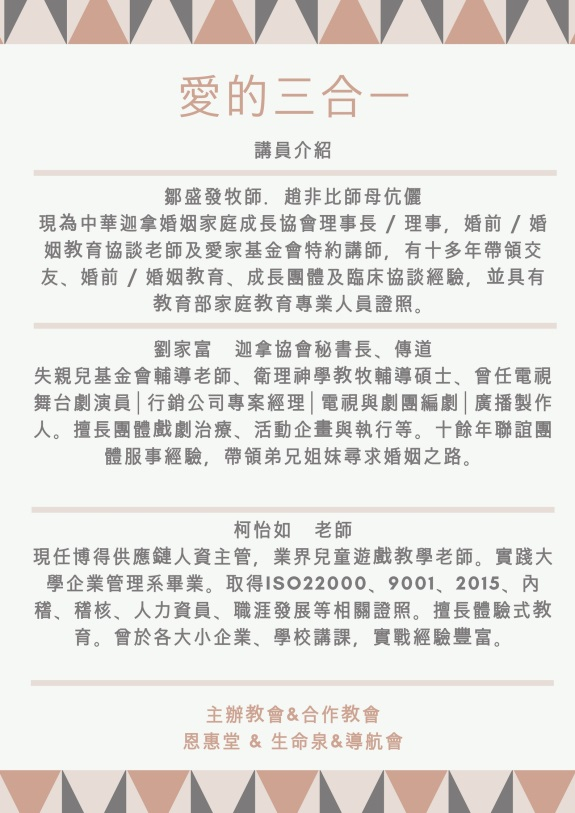 愛的三合一
講員介紹
鄒盛發牧師．趙非比師母伉儷
現為中華迦拿婚姻家庭成長協會理事長 / 理事，婚前 / 婚
姻教育協談老師及愛家基金會特約講師，有十多年帶領交
友、婚前 / 婚姻教育、成長團體及臨床協談經驗，並具有
教育部家庭教育專業人員證照。
劉家富　迦拿協會秘書長、傳道
失親兒基金會輔導老師、衛理神學教牧輔導碩士、曾任電視
舞台劇演員│行銷公司專案經理│電視與劇團編劇│廣播製作
人。擅長團體戲劇治療、活動企畫與執行等。十餘年聯誼團
體服事經驗，帶領弟兄姐妹尋求婚姻之路。
柯怡如　老師
現任博得供應鏈人資主管，業界兒童遊戲教學老師。實踐大
學企業管理系畢業。取得ISO22000、9001、2015、內
稽、稽核、人力資員、職涯發展等相關證照。擅長體驗式教
育。曾於各大小企業、學校講課，實戰經驗豐富。
主辦教會&合作教會
恩惠堂 & 生命泉&導航會